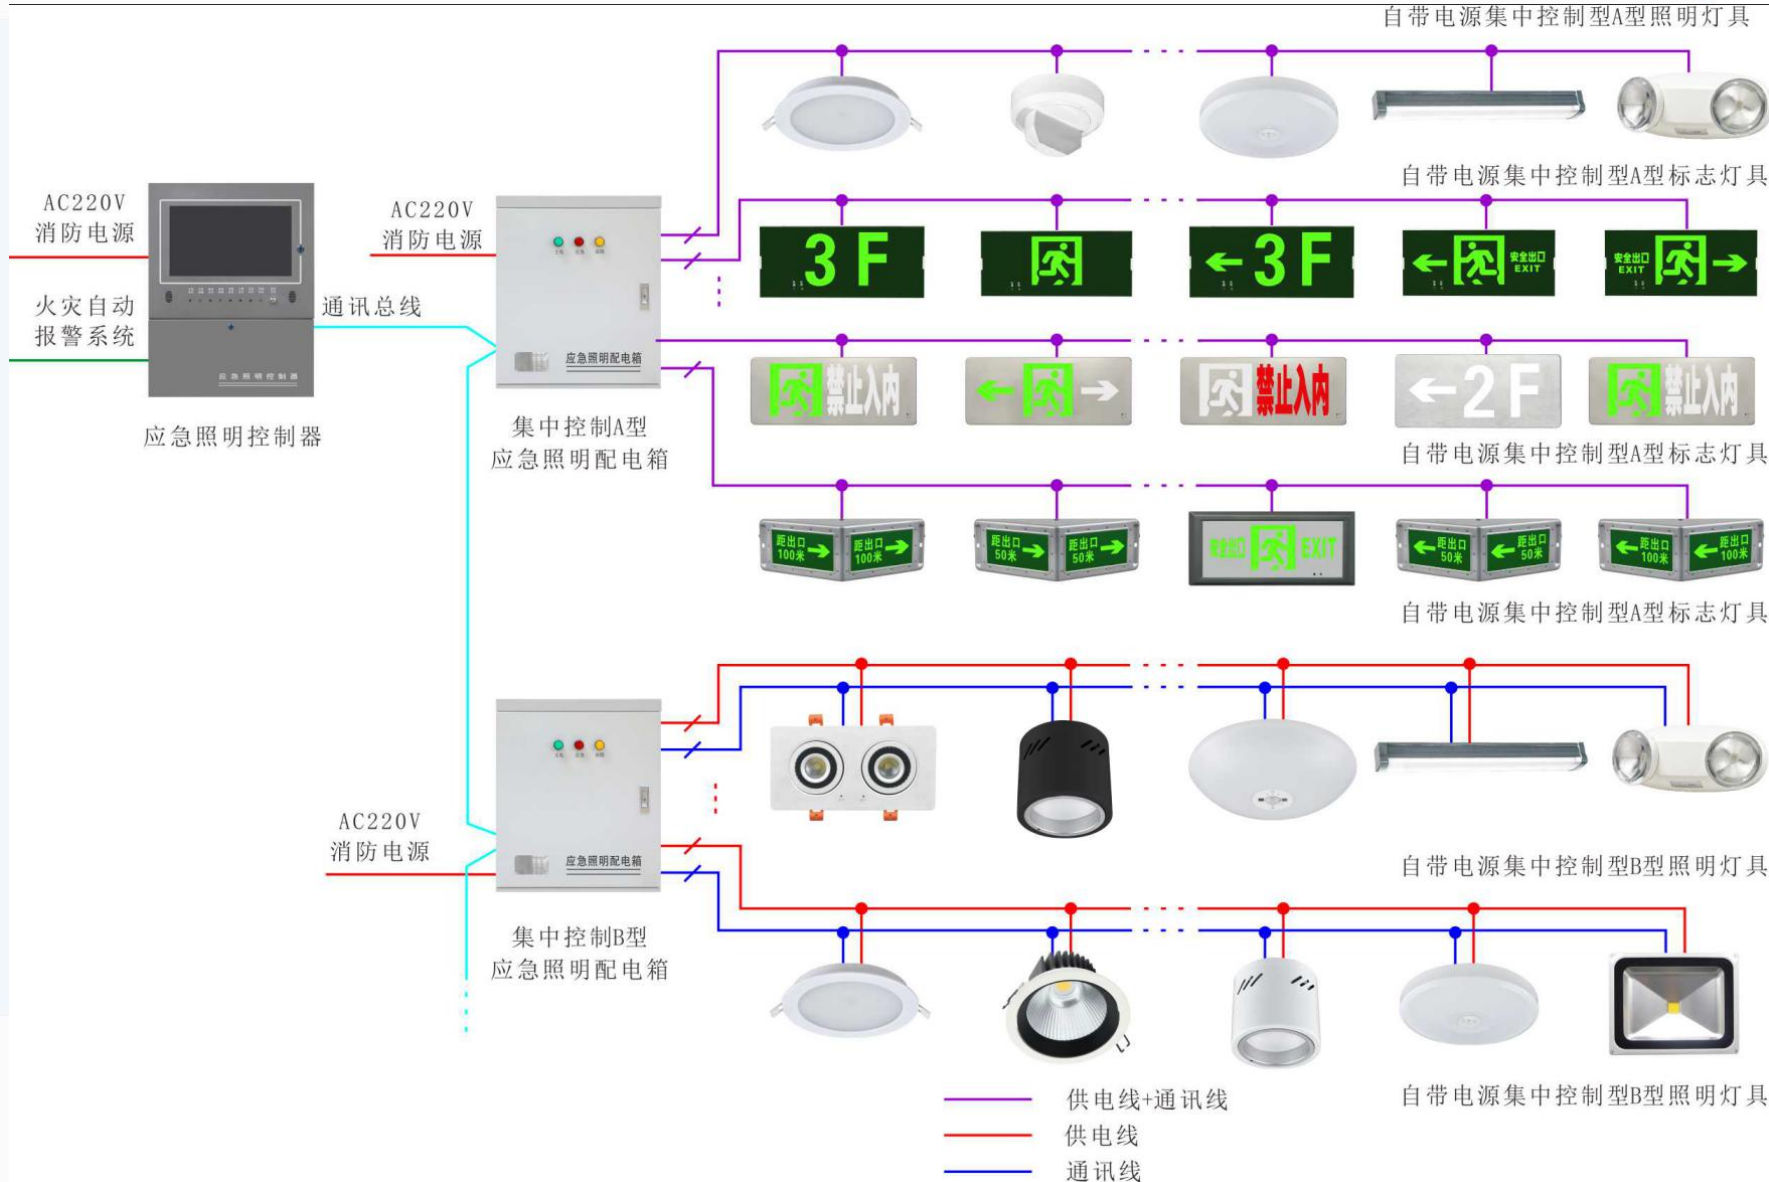 自带电源集中控制型A型照明灯具
自带电源集中控制型A型标志灯具
AC220V
消防电源
AC220V
消防电源
3F
←3F
← 安全出口
EXIT
安全出口
EXIT →
火灾自动
报警系统
通讯总线
应急照明控制器
应急照明配电箱
禁止入内
← →
禁止入内
←2F
禁止入内
应急照明控制器
集中控制A型
应急照明配电箱
自带电源集中控制型A型标志灯具
距出口
100米 →
距出口
100米 →
距出口
50米 →
距出口
50米 →
安全出口 EXIT
← 距出口
50米
← 距出口
50米
← 距出口
100米
← 距出口
100米
自带电源集中控制型A型标志灯具
AC220V
消防电源
应急照明配电箱
自带电源集中控制型B型照明灯具
集中控制B型
应急照明配电箱
自带电源集中控制型B型照明灯具
供电线+通讯线
供电线
通讯线